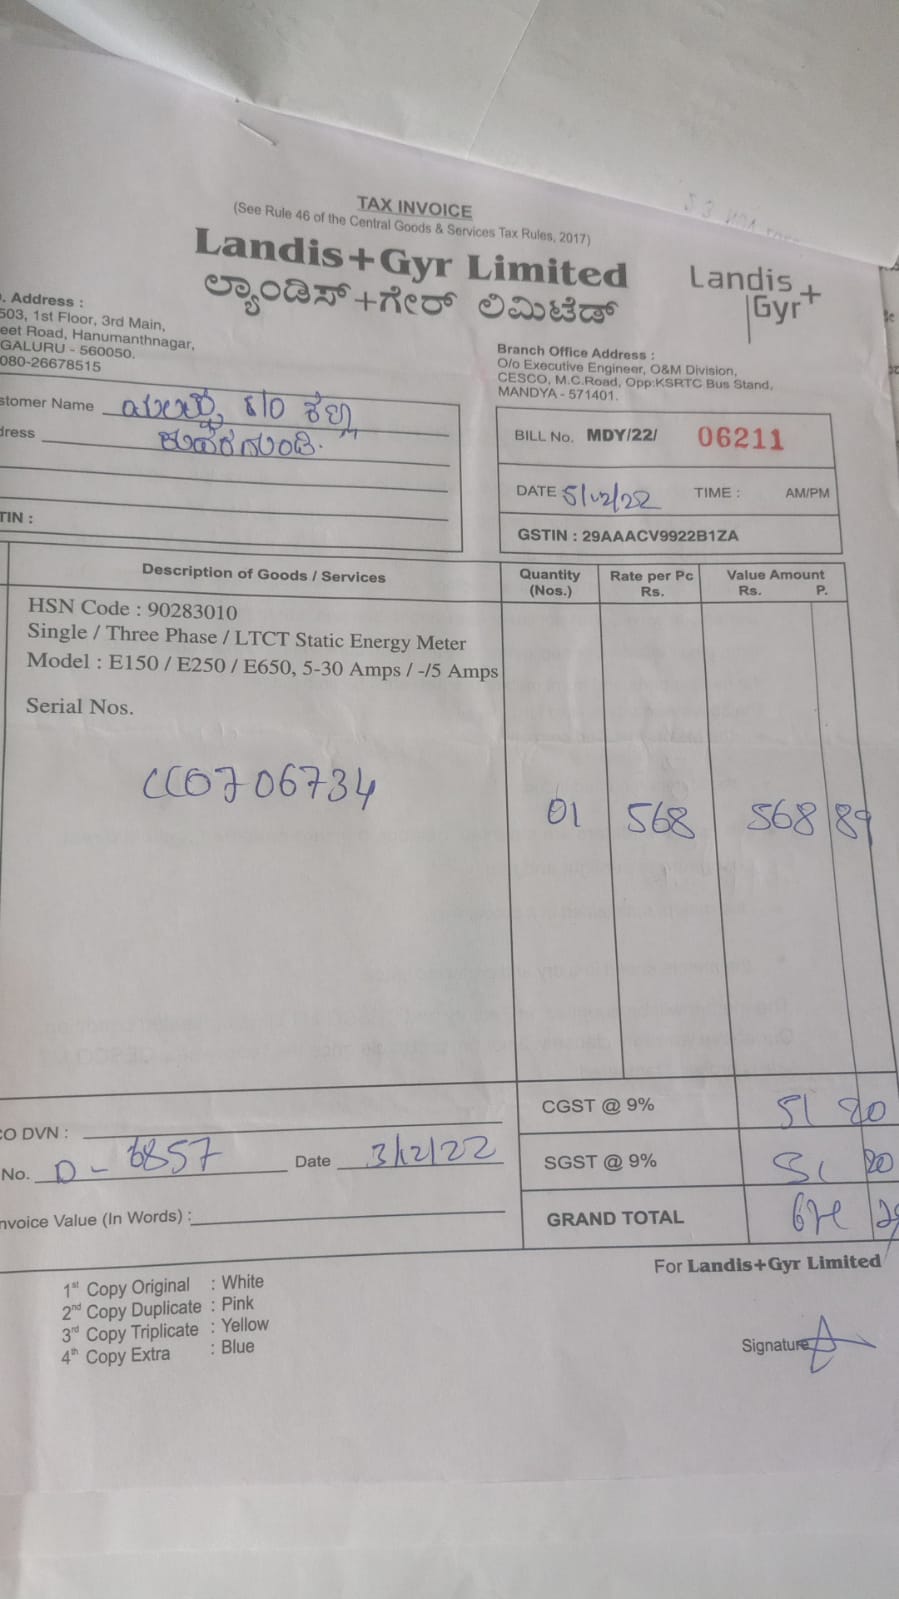 TAX INVOICE
(See Rule 46 of the Central Goods & Services Tax Rules, 2017)
Landis+Gyr Limited
ಲ್ಯಾಂಡಿಸ್+ಗೇರ್ ಲಿಮಿಟೆಡ್
Landis+
Gyr
. Address :
503, 1st Floor, 3rd Main,
eet Road, Hanumanthnagar,
GALURU - 560050.
080-26678515
Branch Office Address :
O/o Executive Engineer, O&M Division,
CESCO, M.C.Road, Opp:KSRTC Bus Stand,
MANDYA - 571401.
stomer Name S/O
dress
TIN :
BILL No. MDY/22/ 06211
DATE 5/12/22 TIME : AM/PM
GSTIN : 29AAACV9922B1ZA
Description of Goods / Services
Quantity (Nos.)
Rate per Pc Rs.
Value Amount Rs. P.
HSN Code : 90283010
Single / Three Phase / LTCT Static Energy Meter
Model : E150 / E250 / E650, 5-30 Amps / -/5 Amps
Serial Nos.
CC0706734 01 568 568 89
CGST @ 9% 51 20
SGST @ 9% 51 20
GRAND TOTAL
CO DVN :
No. D - 6857 Date 3/12/22
nvoice Value (In Words) :
For Landis+Gyr Limited
1st Copy Original : White
2nd Copy Duplicate : Pink
3rd Copy Triplicate : Yellow
4th Copy Extra : Blue
Signature